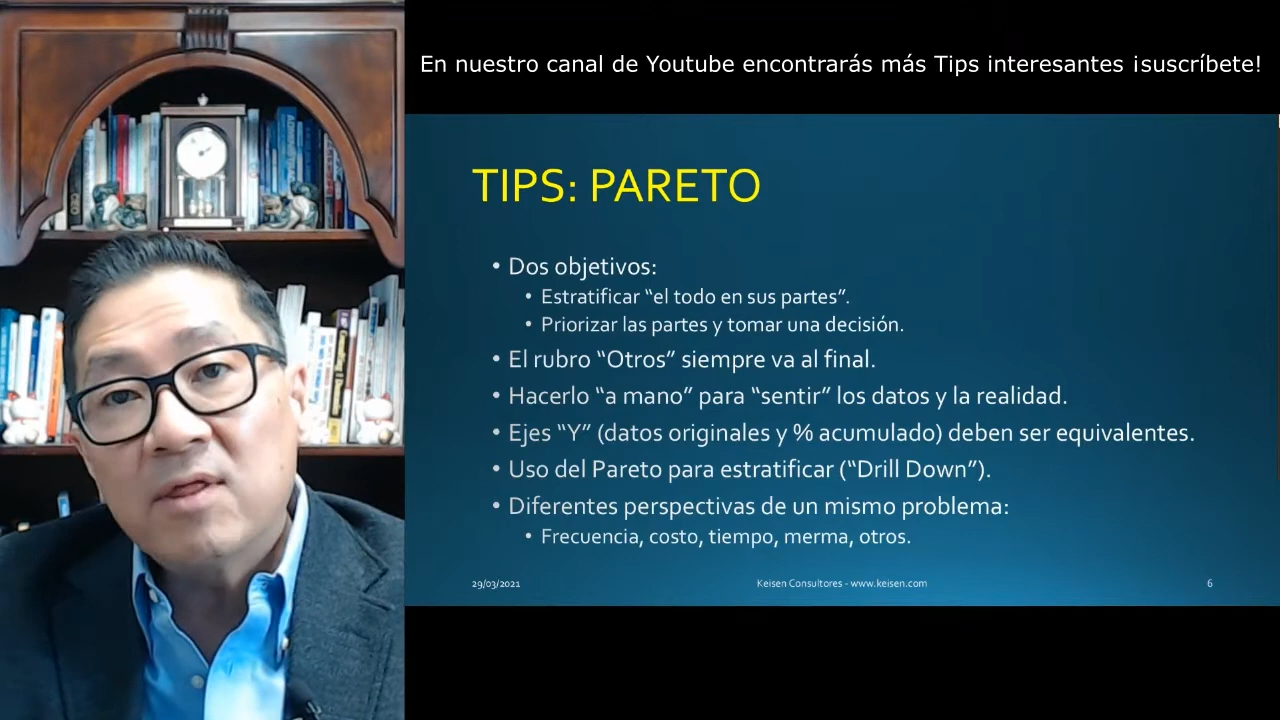 En nuestro canal de Youtube encontrarás más Tips interesantes ¡suscríbete!
TIPS: PARETO
• Dos objetivos:
• Estratificar “el todo en sus partes”.
• Priorizar las partes y tomar una decisión.
• El rubro “Otros” siempre va al final.
• Hacerlo “a mano” para “sentir” los datos y la realidad.
• Ejes “Y” (datos originales y % acumulado) deben ser equivalentes.
• Uso del Pareto para estratificar (“Drill Down”).
• Diferentes perspectivas de un mismo problema:
• Frecuencia, costo, tiempo, merma, otros.
29/03/2021
Keisen Consultores - www.keisen.com
6